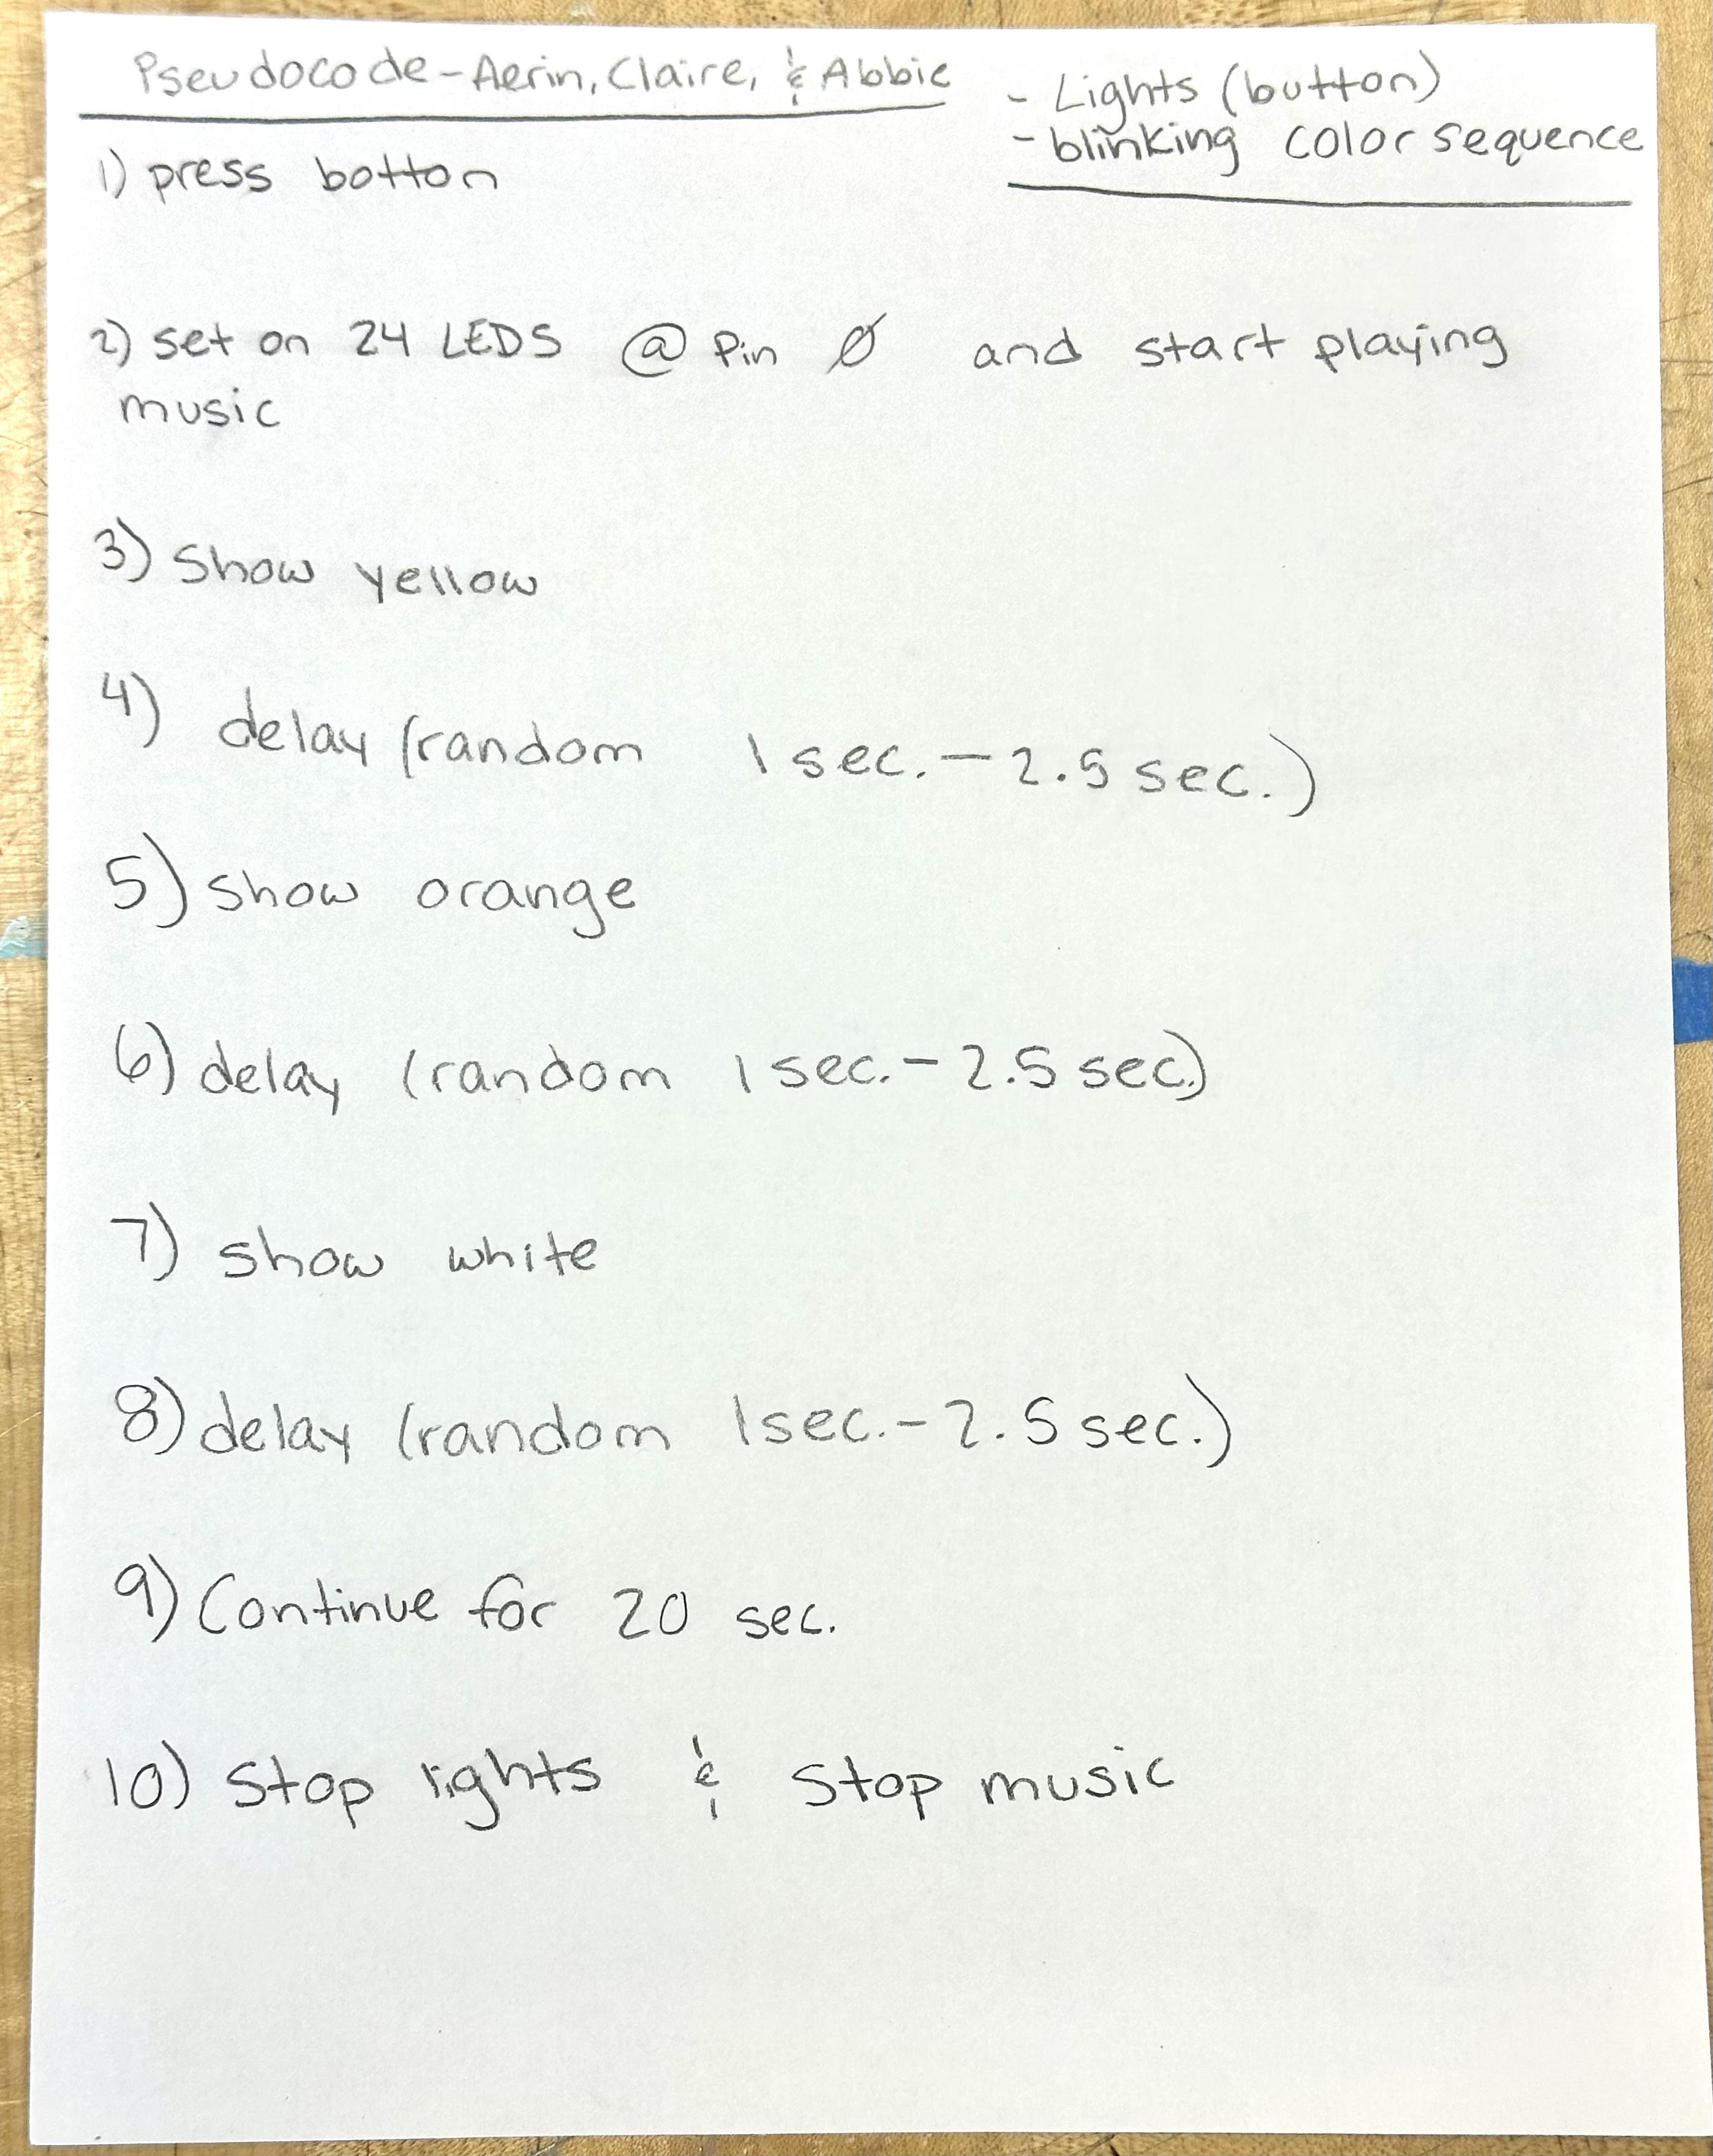 Pseudocode - Aerin, Claire, & Abbie
- Lights (button)
- blinking color sequence
1) press botton
2) set on 24 LEDS @ Pin Ø and start playing
music
3) Show yellow
4) delay (random 1 sec. - 2.5 sec.)
5) show orange
6) delay (random 1 sec. - 2.5 sec.)
7) show white
8) delay (random 1 sec. - 2.5 sec.)
9) Continue for 20 sec.
10) Stop lights & Stop music